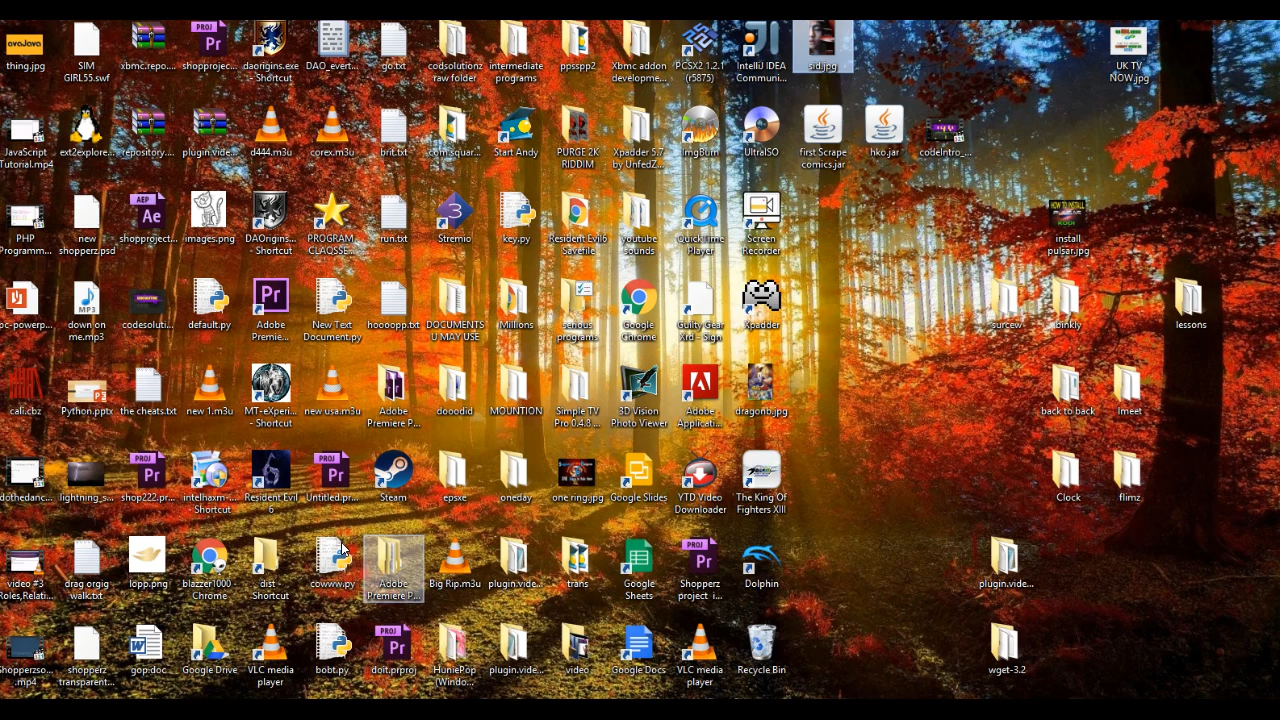 thing.jpg
SIM
GIRL55.swf
xbmc.repo....
shopprojec...
daorigins.exe
- Shortcut
DAO_evert...
go.txt
codsolutionz
raw folder
intermediate
programs
ppsspp2
Xbmc addon
developme...
PCSX2 1.2.1
(r5875)
IntelliJ IDEA
Communi...
sid.jpg
UK TV
NOW.jpg
JavaScript
Tutorial.mp4
ext2explore...
repository....
plugin.vide...
d444.m3u
corex.m3u
brit.txt
com.squar...
Start Andy
PURGE 2K
RIDDIM
Xpadder 5.7
by UnfedZ...
ImgBurn
UltraISO
first Scrape
comics.jar
hko.jar
codeIntro_...
PHP
Programm...
new
shopperz.psd
shopproject...
images.png
DAOrigins...
- Shortcut
PROGRAM
CLAQSSE...
run.txt
Stremio
key.py
Resident Evil6
Savefile
youtube
sounds
QuickTime
Player
Screen
Recorder
install
pulsar.jpg
pc-powerp...
down on
me.mp3
codesoluti...
default.py
Adobe
Premie...
New Text
Document.py
hoooopp.txt
DOCUMENTS
U MAY USE
Millions
serious
programs
Google
Chrome
Guilty Gear
Xrd - Sign
Xpadder
surcew
binkly
lessons
cali.cbz
Python.pptx
the cheats.txt
new 1.m3u
MT-eXperi...
- Shortcut
new usa.m3u
Adobe
Premiere P...
dooodid
MOUNTION
Simple TV
Pro 0.4.8 ...
3D Vision
Photo Viewer
Adobe
Applicati...
dragonb.jpg
back to back
lmeet
dothedanc...
lightning_s...
shop222.pr...
intelhaxm-...
- Shortcut
Resident Evil
6
Untitled.pr...
Steam
epsxe
oneday
one ring.jpg
Google Slides
YTD Video
Downloader
The King Of
Fighters XIII
Clock
flimz
video #3
Roles,Relati...
drag orgig
walk.txt
lopp.png
blazzer1000 -
Chrome
dist -
Shortcut
cowww.py
Adobe
Premiere P...
Big Rip.m3u
plugin.vide...
trans
Google
Sheets
Shopperz
project i...
Dolphin
plugin.vide...
Shopperzso...
.mp4
shopperz
transparent...
gop.doc
Google Drive
VLC media
player
bobt.py
doit.prproj
HuniePop
(Windo...
plugin.vide...
video
Google Docs
VLC media
player
Recycle Bin
wget-3.2